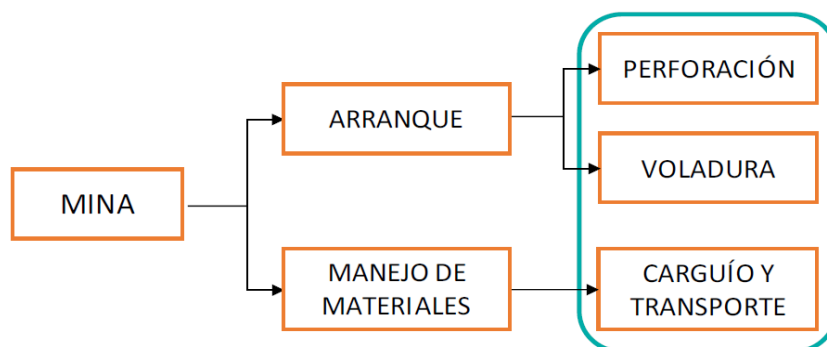 MINA
ARRANQUE
MANEJO DE
MATERIALES
PERFORACIÓN
VOLADURA
CARGUÍO Y
TRANSPORTE